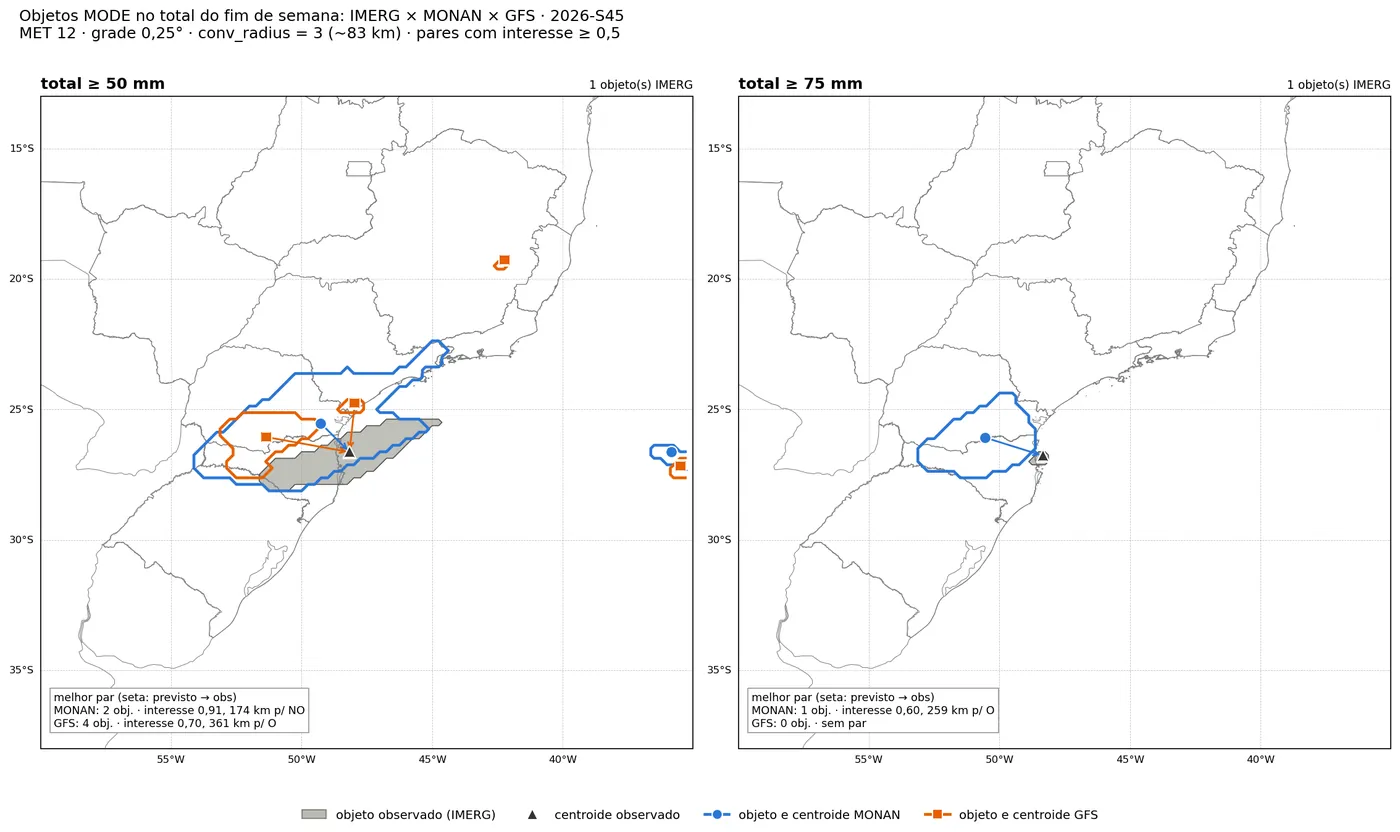 Objetos MODE no total do fim de semana: IMERG × MONAN × GFS · 2026-S45
MET 12 · grade 0,25° · conv_radius = 3 (~83 km) · pares com interesse ≥ 0,5
total ≥ 50 mm
1 objeto(s) IMERG
15°S
20°S
25°S
30°S
35°S
55°W
50°W
45°W
40°W
melhor par (seta: previsto → obs)
MONAN: 2 obj. · interesse 0,91, 174 km p/ NO
GFS: 4 obj. · interesse 0,70, 361 km p/ O
total ≥ 75 mm
1 objeto(s) IMERG
15°S
20°S
25°S
30°S
35°S
55°W
50°W
45°W
40°W
melhor par (seta: previsto → obs)
MONAN: 1 obj. · interesse 0,60, 259 km p/ O
GFS: 0 obj. · sem par
objeto observado (IMERG)
centroide observado
objeto e centroide MONAN
objeto e centroide GFS